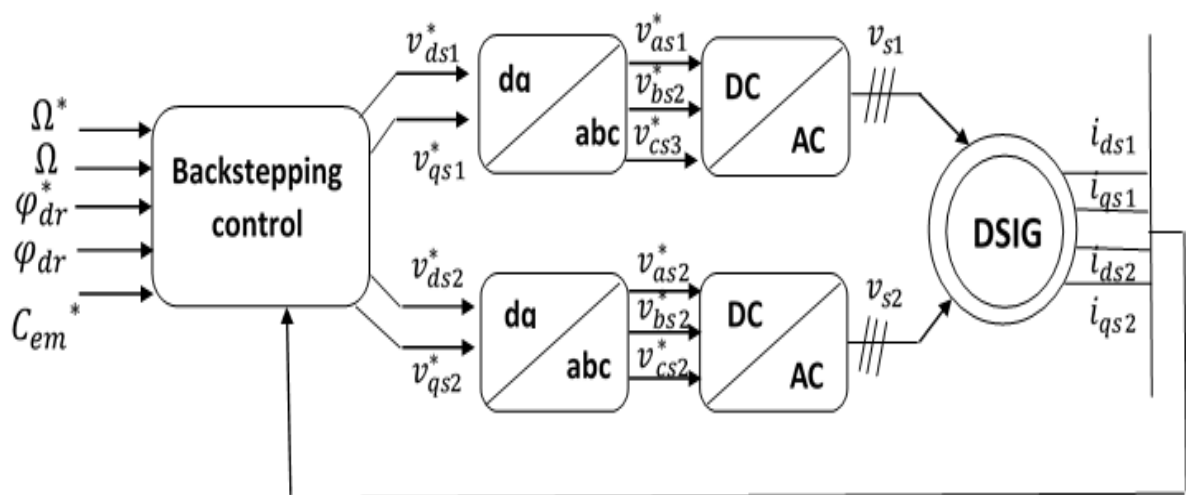 Ω*
Ω
φ*dr
φdr
Cem*
Backstepping
control
v*ds1
v*qs1
v*ds2
v*qs2
dq
abc
v*as1
v*bs2
v*cs3
DC
AC
vs1
dq
abc
v*as2
v*bs2
v*cs2
DC
AC
vs2
DSIG
ids1
iqs1
ids2
iqs2